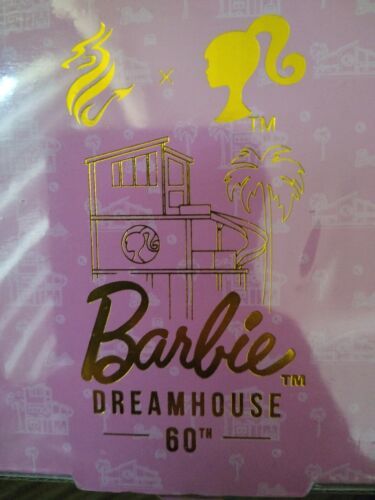 ×
TM
Barbie TM
DREAMHOUSE
60TH